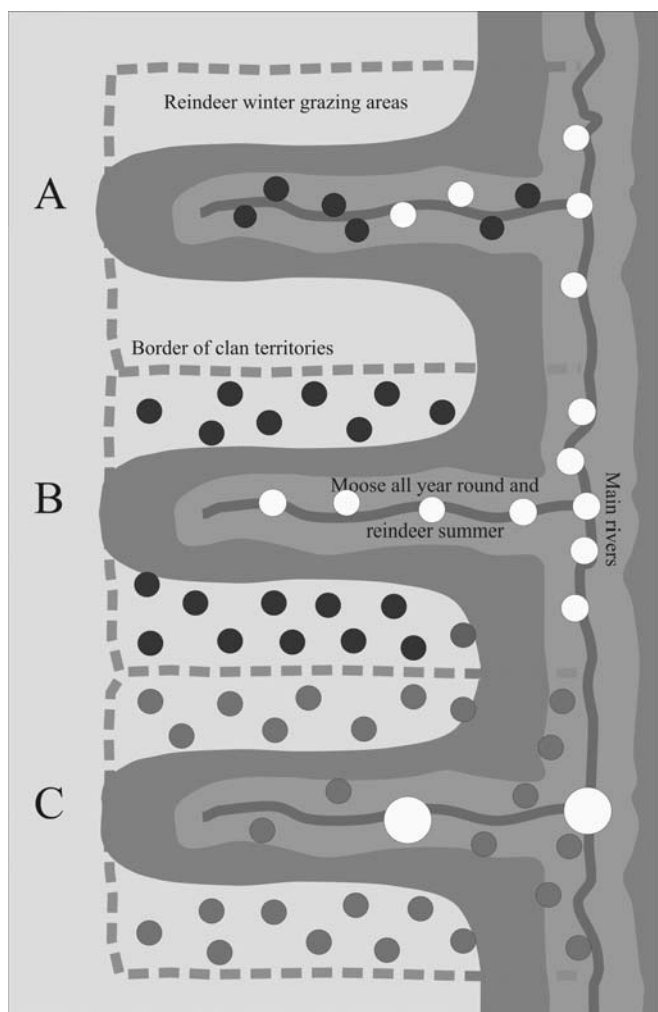 Reindeer winter grazing areas
A
Border of clan territories
B
Moose all year round and
reindeer summer
Main rivers
C